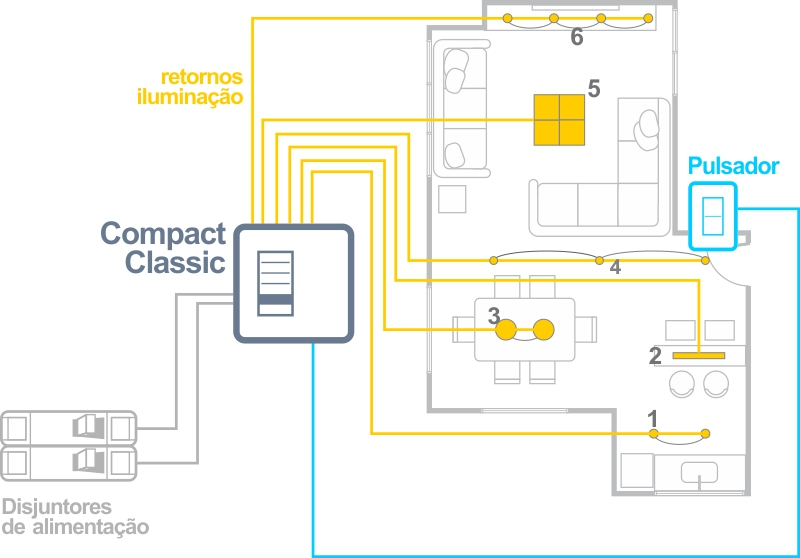 6
retornos
iluminação
5
Pulsador
Compact
Classic
4
3
2
1
Disjuntores
de alimentação